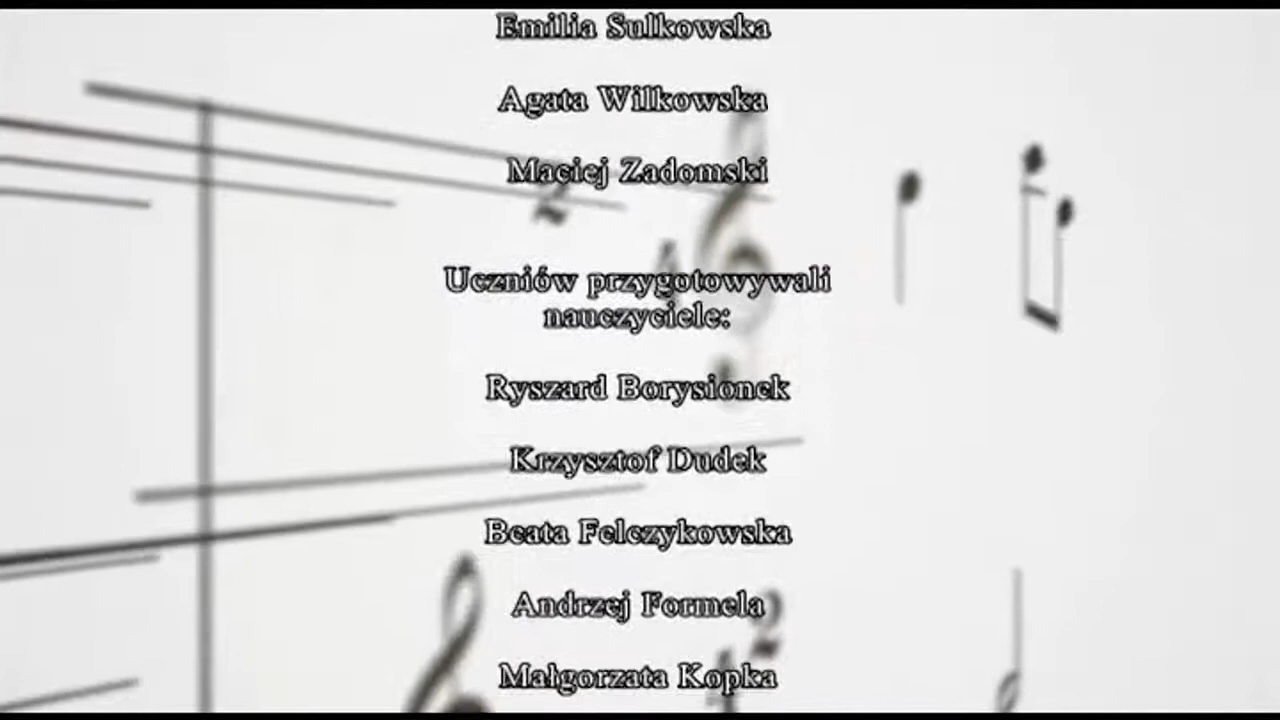 Emilia Sulkowska
Agata Wilkowska
Maciej Zadomski
Uczniów przygotowywali
nauczyciele:
Ryszard Borysionek
Krzysztof Dudek
Beata Felczykowska
Andrzej Formela
Małgorzata Kopka